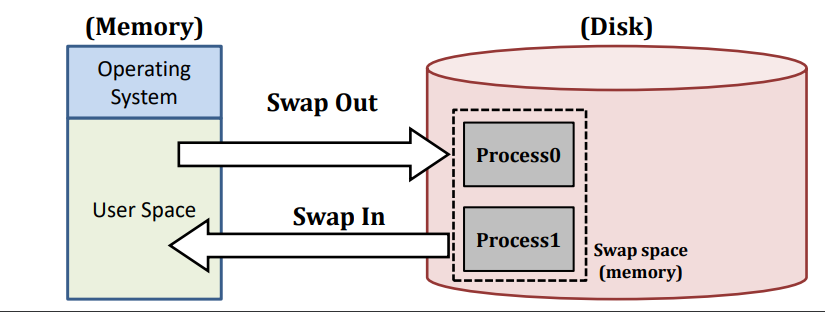 (Memory)
(Disk)
Operating
System
Swap Out
Process0
User Space
Swap In
Process1
Swap space
(memory)